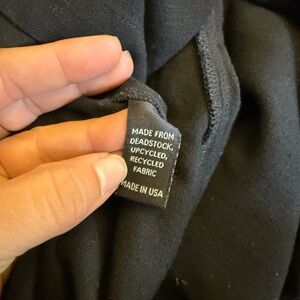 MADE FROM
DEADSTOCK,
UPCYCLED,
RECYCLED
FABRIC
MADE IN USA